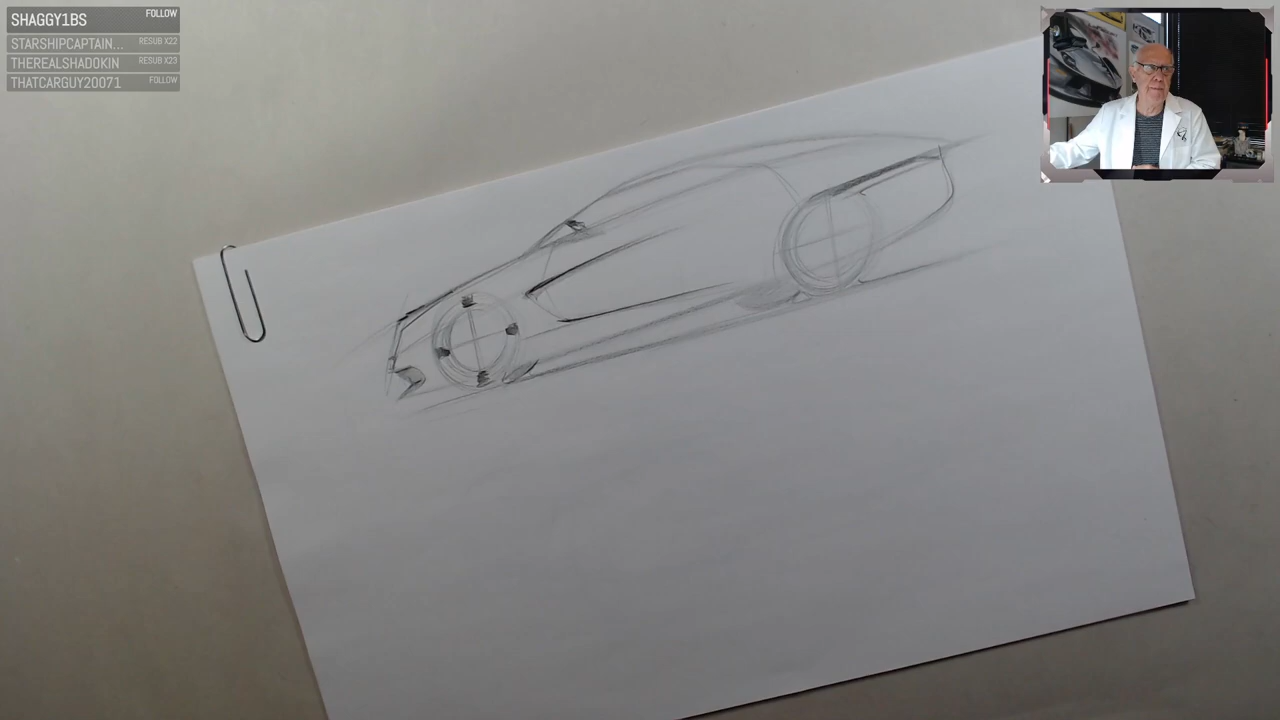 SHAGGY1BS FOLLOW
STARSHIPCAPTAIN... RESUB X22
THEREALSHADOKIN RESUB X23
THATCARGUY20071 FOLLOW